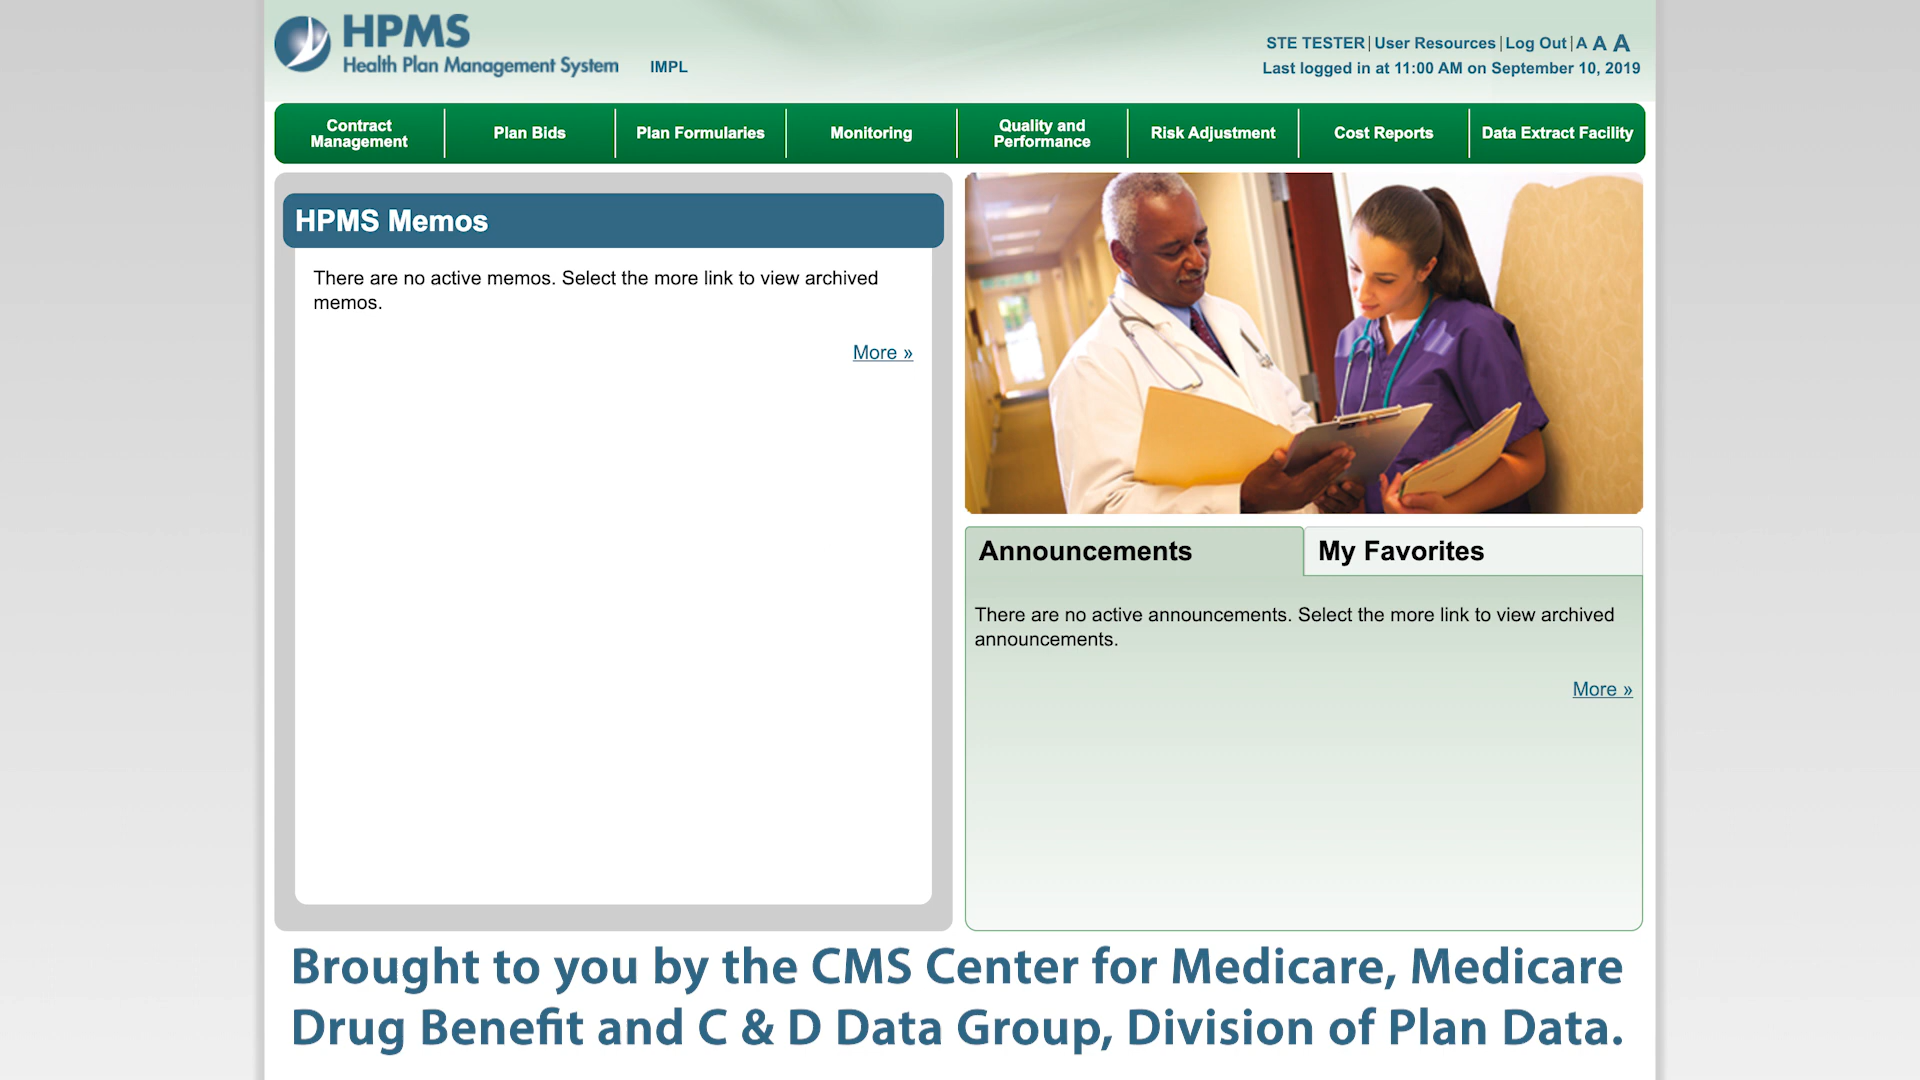 HPMS
Health Plan Management System
IMPL
STE TESTER|User Resources|Log Out|A A A
Last logged in at 11:00 AM on September 10, 2019
Contract
Management
Plan Bids
Plan Formularies
Monitoring
Quality and
Performance
Risk Adjustment
Cost Reports
Data Extract Facility
HPMS Memos
There are no active memos. Select the more link to view archived
memos.
More »
Announcements
My Favorites
There are no active announcements. Select the more link to view archived
announcements.
More »
Brought to you by the CMS Center for Medicare, Medicare
Drug Benefit and C & D Data Group, Division of Plan Data.